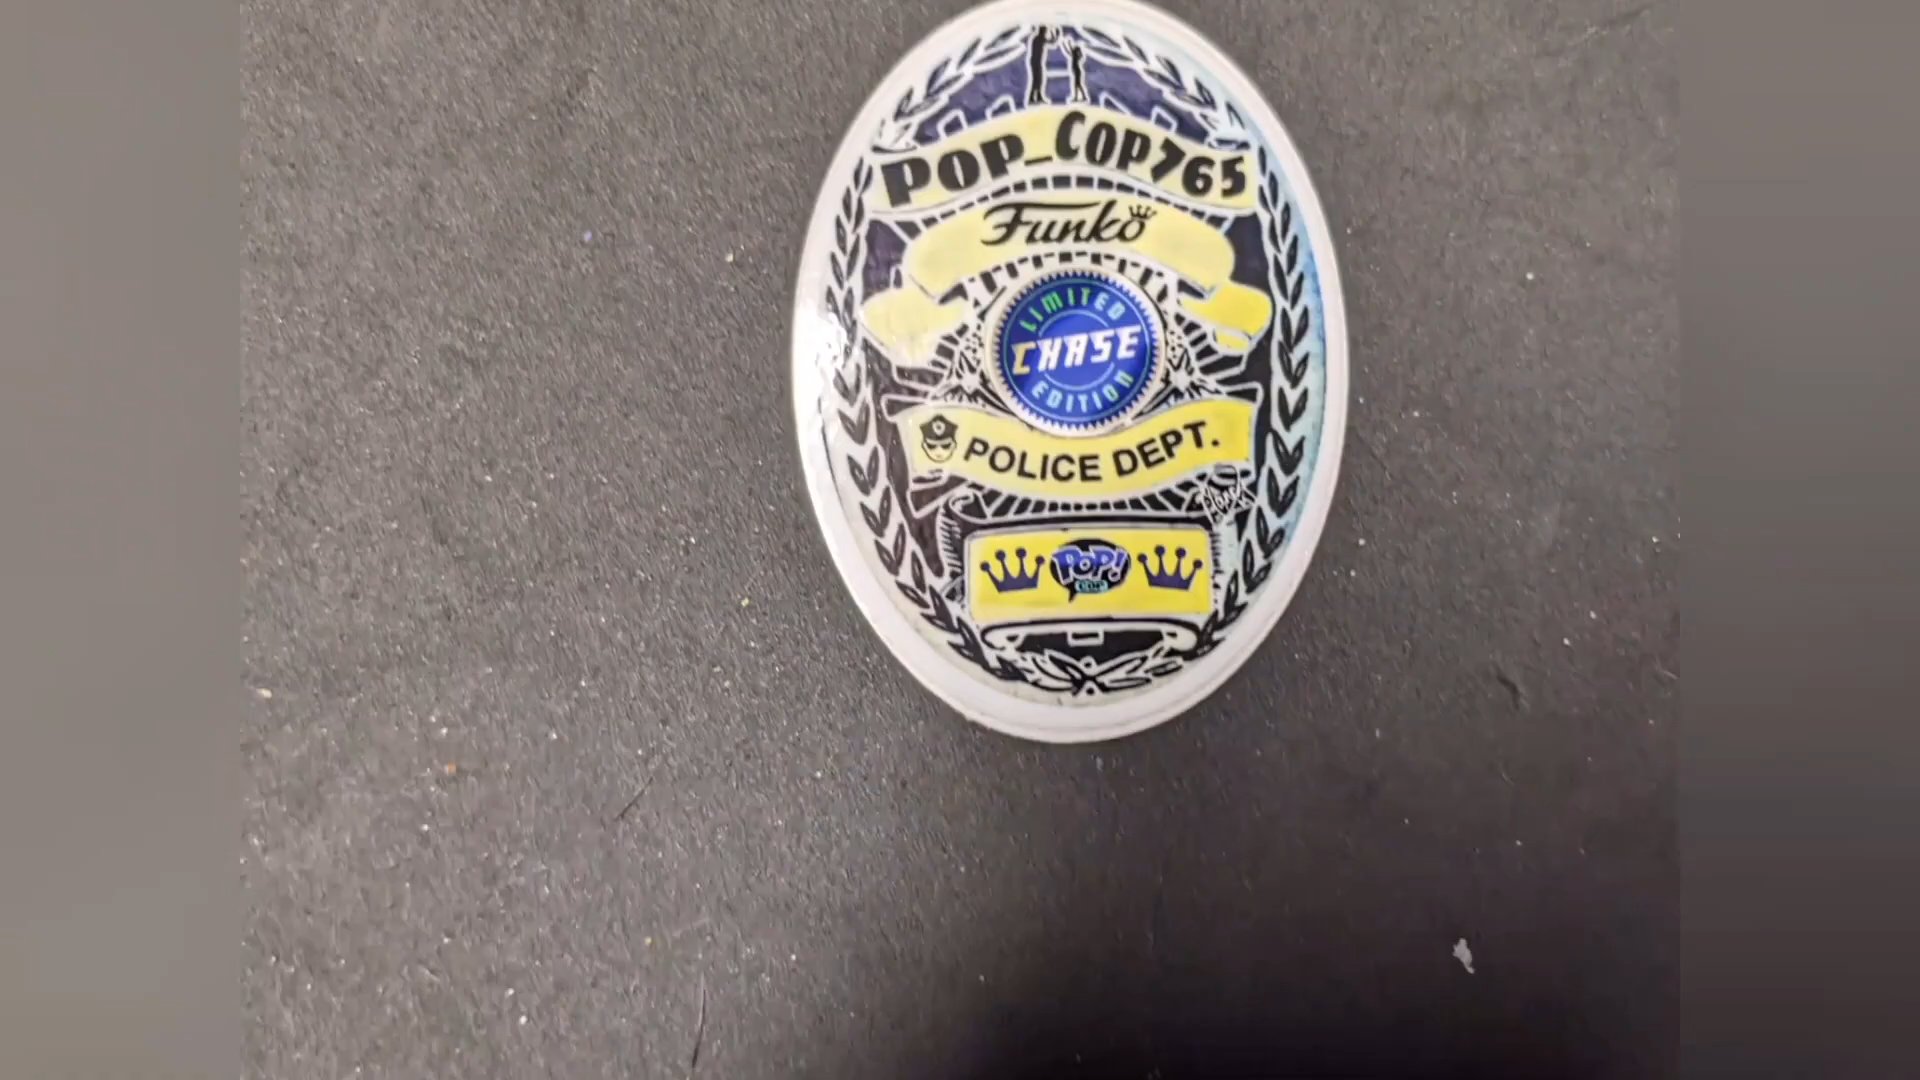 POP_COP765
Funko
LIMITED
CHASE
EDITION
POLICE DEPT.
POP!